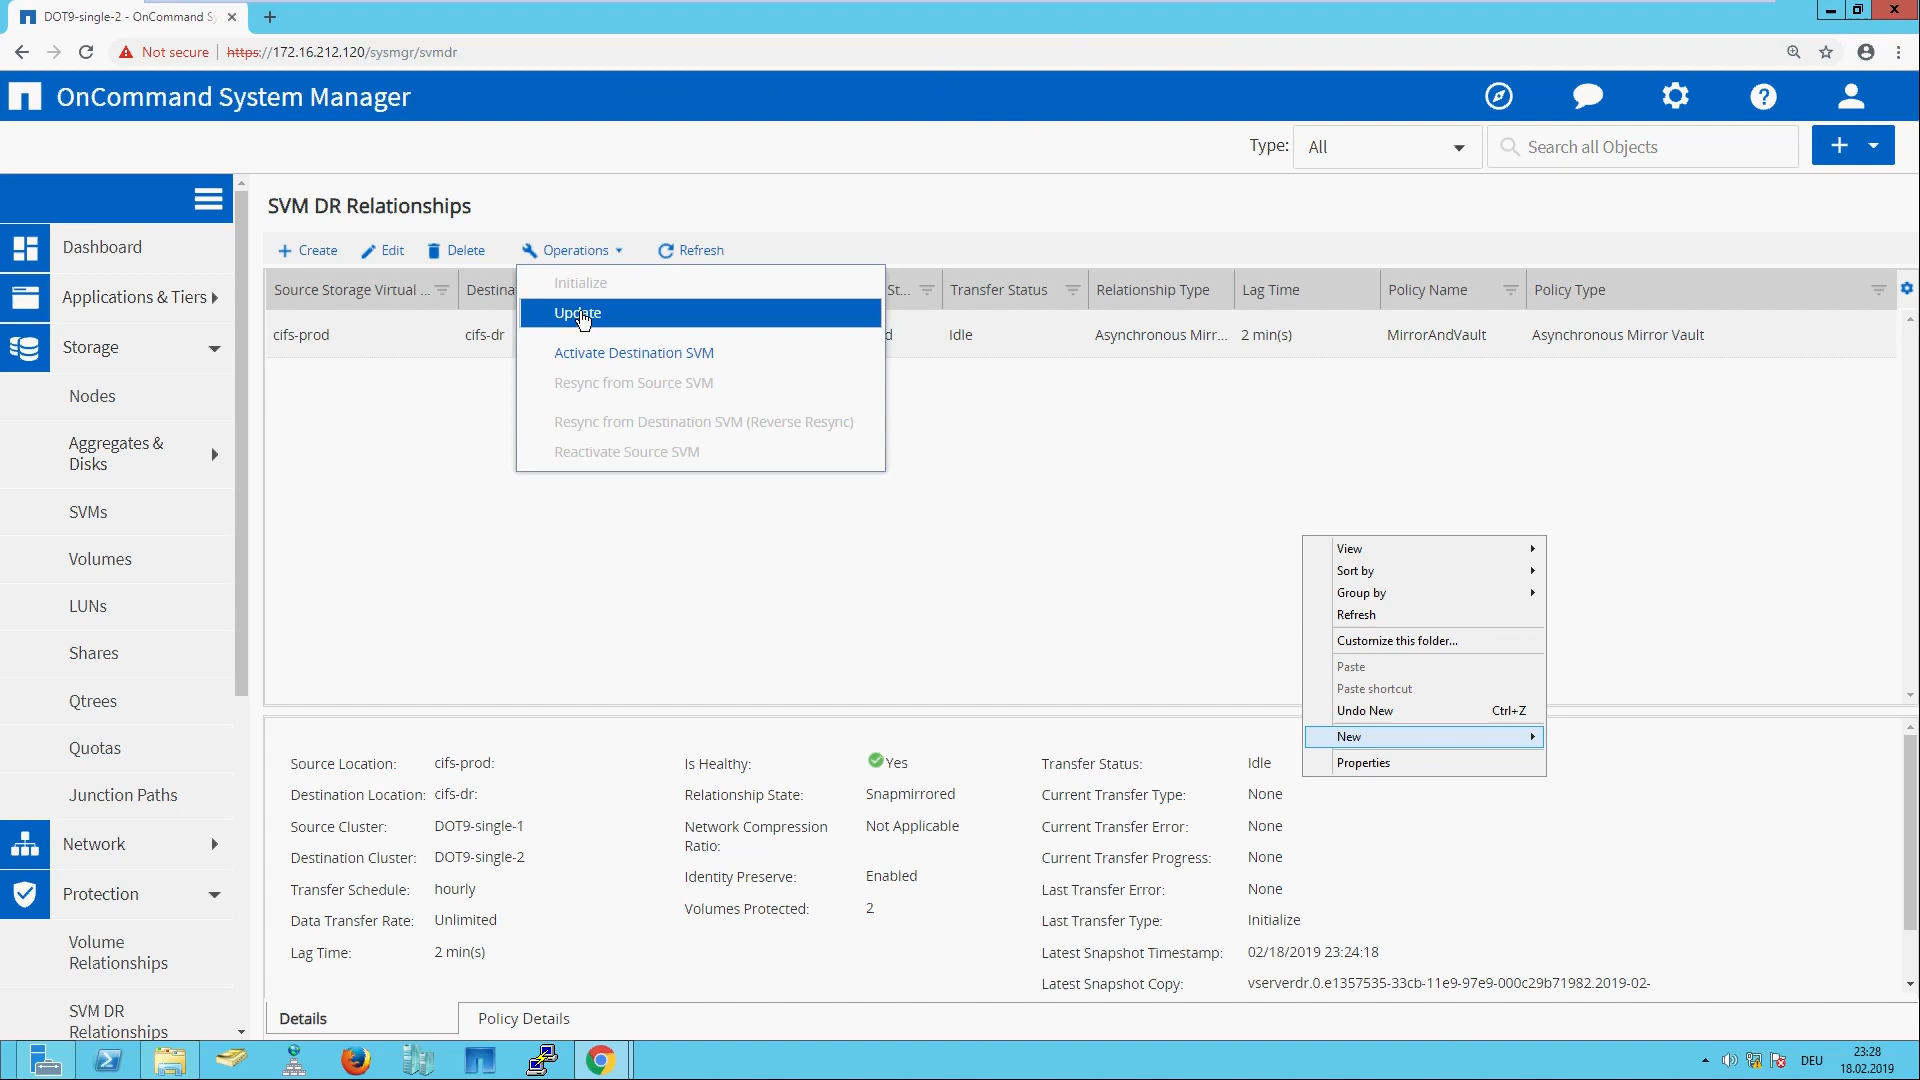 DOT9-single-2 - OnCommand Sy
Not secure
https://172.16.212.120/sysmgr/svmdr
OnCommand System Manager
Type:
All
Search all Objects
SVM DR Relationships
Create
Edit
Delete
Operations
Refresh
Source Storage Virtual ...
Destina
St...
Transfer Status
Relationship Type
Lag Time
Policy Name
Policy Type
cifs-prod
cifs-dr
d
Idle
Asynchronous Mirr...
2 min(s)
MirrorAndVault
Asynchronous Mirror Vault
Initialize
Update
Activate Destination SVM
Resync from Source SVM
Resync from Destination SVM (Reverse Resync)
Reactivate Source SVM
Dashboard
Applications & Tiers
Storage
Nodes
Aggregates &
Disks
SVMs
Volumes
LUNs
Shares
Qtrees
Quotas
Junction Paths
Network
Protection
Volume
Relationships
SVM DR
Relationships
View
Sort by
Group by
Refresh
Customize this folder...
Paste
Paste shortcut
Undo New
Ctrl+Z
New
Properties
Source Location:
cifs-prod:
Destination Location:
cifs-dr:
Source Cluster:
DOT9-single-1
Destination Cluster:
DOT9-single-2
Transfer Schedule:
hourly
Data Transfer Rate:
Unlimited
Lag Time:
2 min(s)
Is Healthy:
Yes
Relationship State:
Snapmirrored
Network Compression
Ratio:
Not Applicable
Identity Preserve:
Enabled
Volumes Protected:
2
Transfer Status:
Idle
Current Transfer Type:
None
Current Transfer Error:
None
Current Transfer Progress:
None
Last Transfer Error:
None
Last Transfer Type:
Initialize
Latest Snapshot Timestamp:
02/18/2019 23:24:18
Latest Snapshot Copy:
vserverdr.0.e1357535-33cb-11e9-97e9-000c29b71982.2019-02-
Details
Policy Details
DEU
23:28
18.02.2019